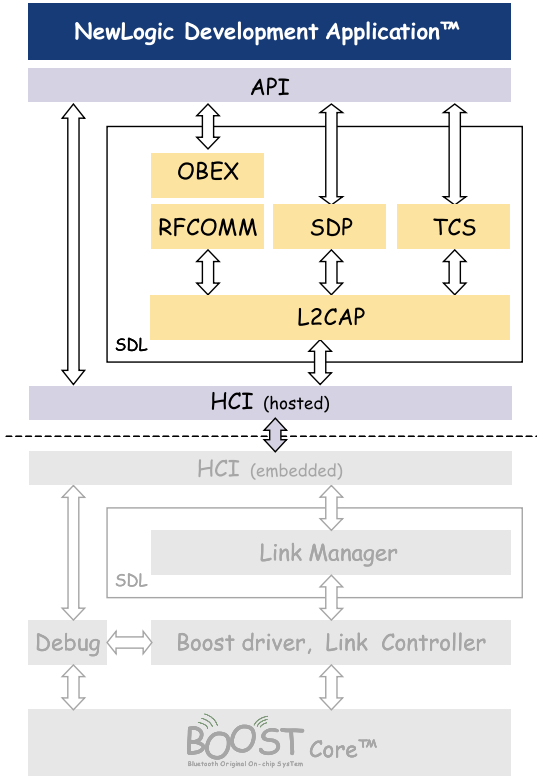 NewLogic Development Application™
API
OBEX
RFCOMM SDP TCS
L2CAP
SDL
HCI (hosted)
HCI (embedded)
Link Manager
SDL
Debug Boost driver, Link Controller
BOOST Core™
Bluetooth Original On-chip SysTem